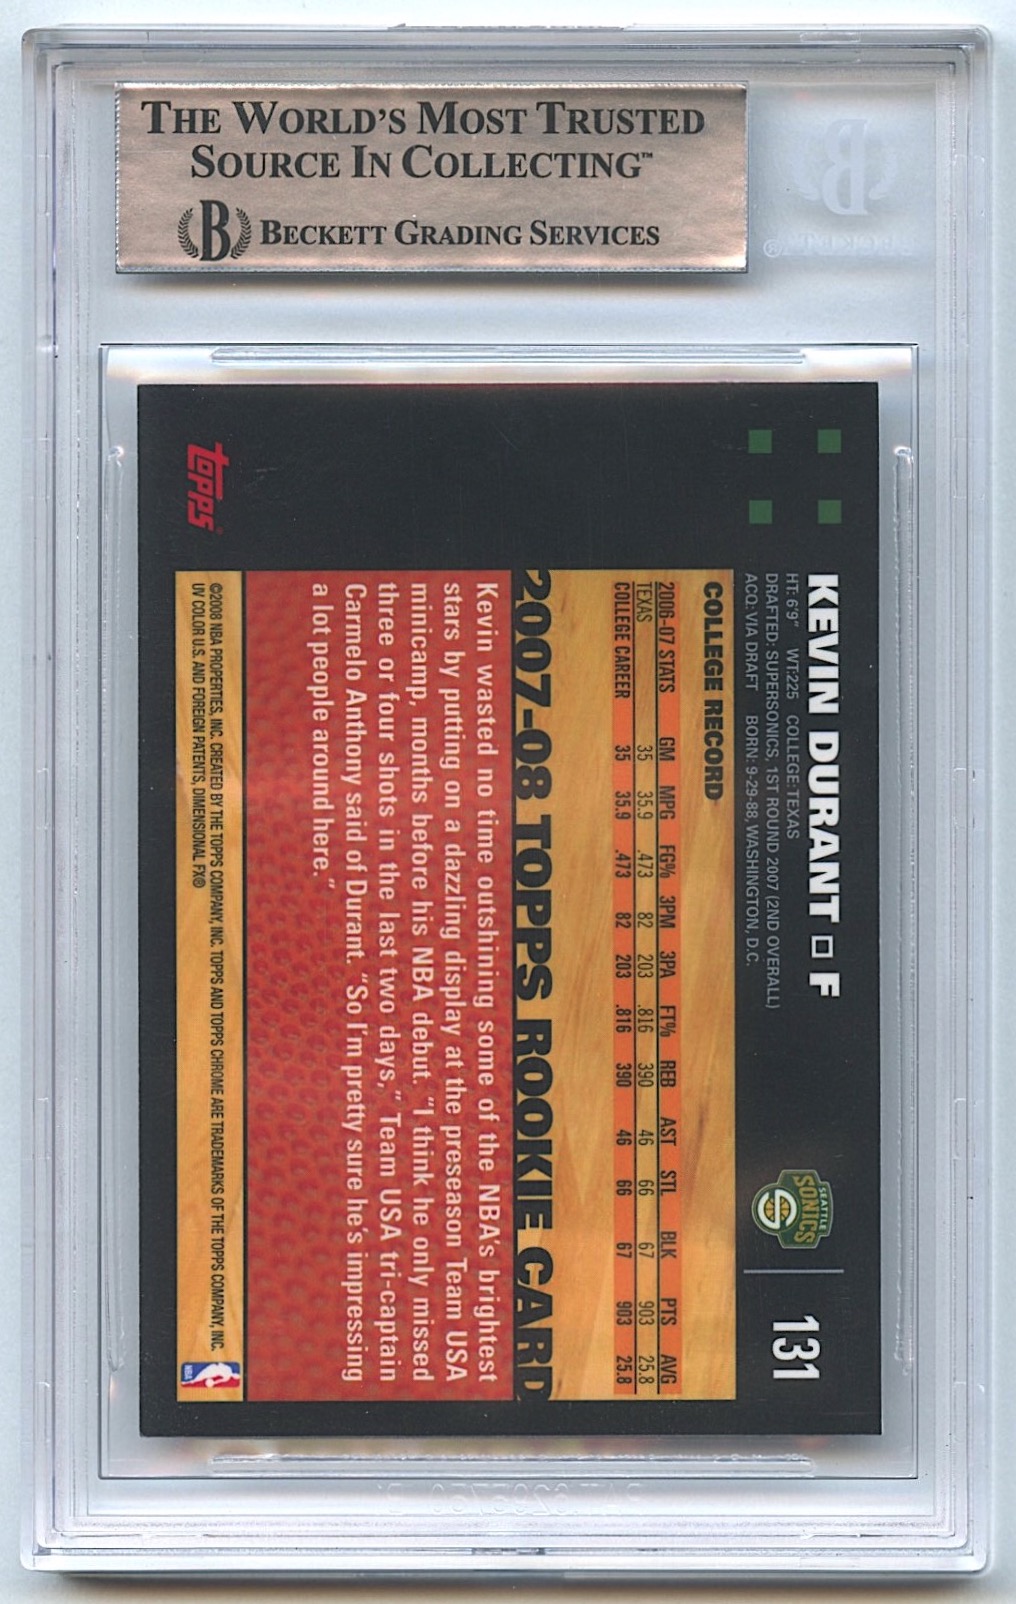 THE WORLD'S MOST TRUSTED
SOURCE IN COLLECTING™
B BECKETT GRADING SERVICES
topps
KEVIN DURANT □ F
HT: 6'9" WT:225 COLLEGE:TEXAS
DRAFTED: SUPERSONICS, 1ST ROUND 2007 (2ND OVERALL)
ACQ: VIA DRAFT BORN: 9-29-88, WASHINGTON, D.C.
SEATTLE
SONICS
131
COLLEGE RECORD
2006-07 STATS GM MPG FG% 3PM 3PA FT% REB AST STL BLK PTS AVG
TEXAS 35 35.9 .473 82 203 .816 390 46 66 67 903 25.8
COLLEGE CAREER 35 35.9 .473 82 203 .816 390 46 66 67 903 25.8
2007-08 TOPPS ROOKIE CARD
Kevin wasted no time outshining some of the NBA's brightest
stars by putting on a dazzling display at the preseason Team USA
minicamp, months before his NBA debut. "I think he only missed
three or four shots in the last two days," Team USA tri-captain
Carmelo Anthony said of Durant. "So I'm pretty sure he's impressing
a lot people around here."
©2008 NBA PROPERTIES, INC. CREATED BY THE TOPPS COMPANY, INC. TOPPS AND TOPPS CHROME ARE TRADEMARKS OF THE TOPPS COMPANY, INC.
UV COLOR U.S. AND FOREIGN PATENTS, DIMENSIONAL FX®
NBA